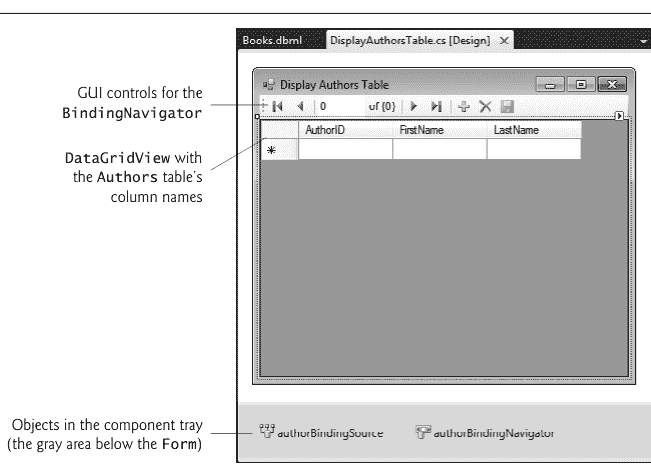 Books.dbml DisplayAuthorsTable.cs [Design]
Display Authors Table
GUI controls for the
BindingNavigator
0 of {0}
AuthorID FirstName LastName
DataGridView with
the Authors table's
column names
Objects in the component tray
(the gray area below the Form)
authorBindingSource authorBindingNavigator